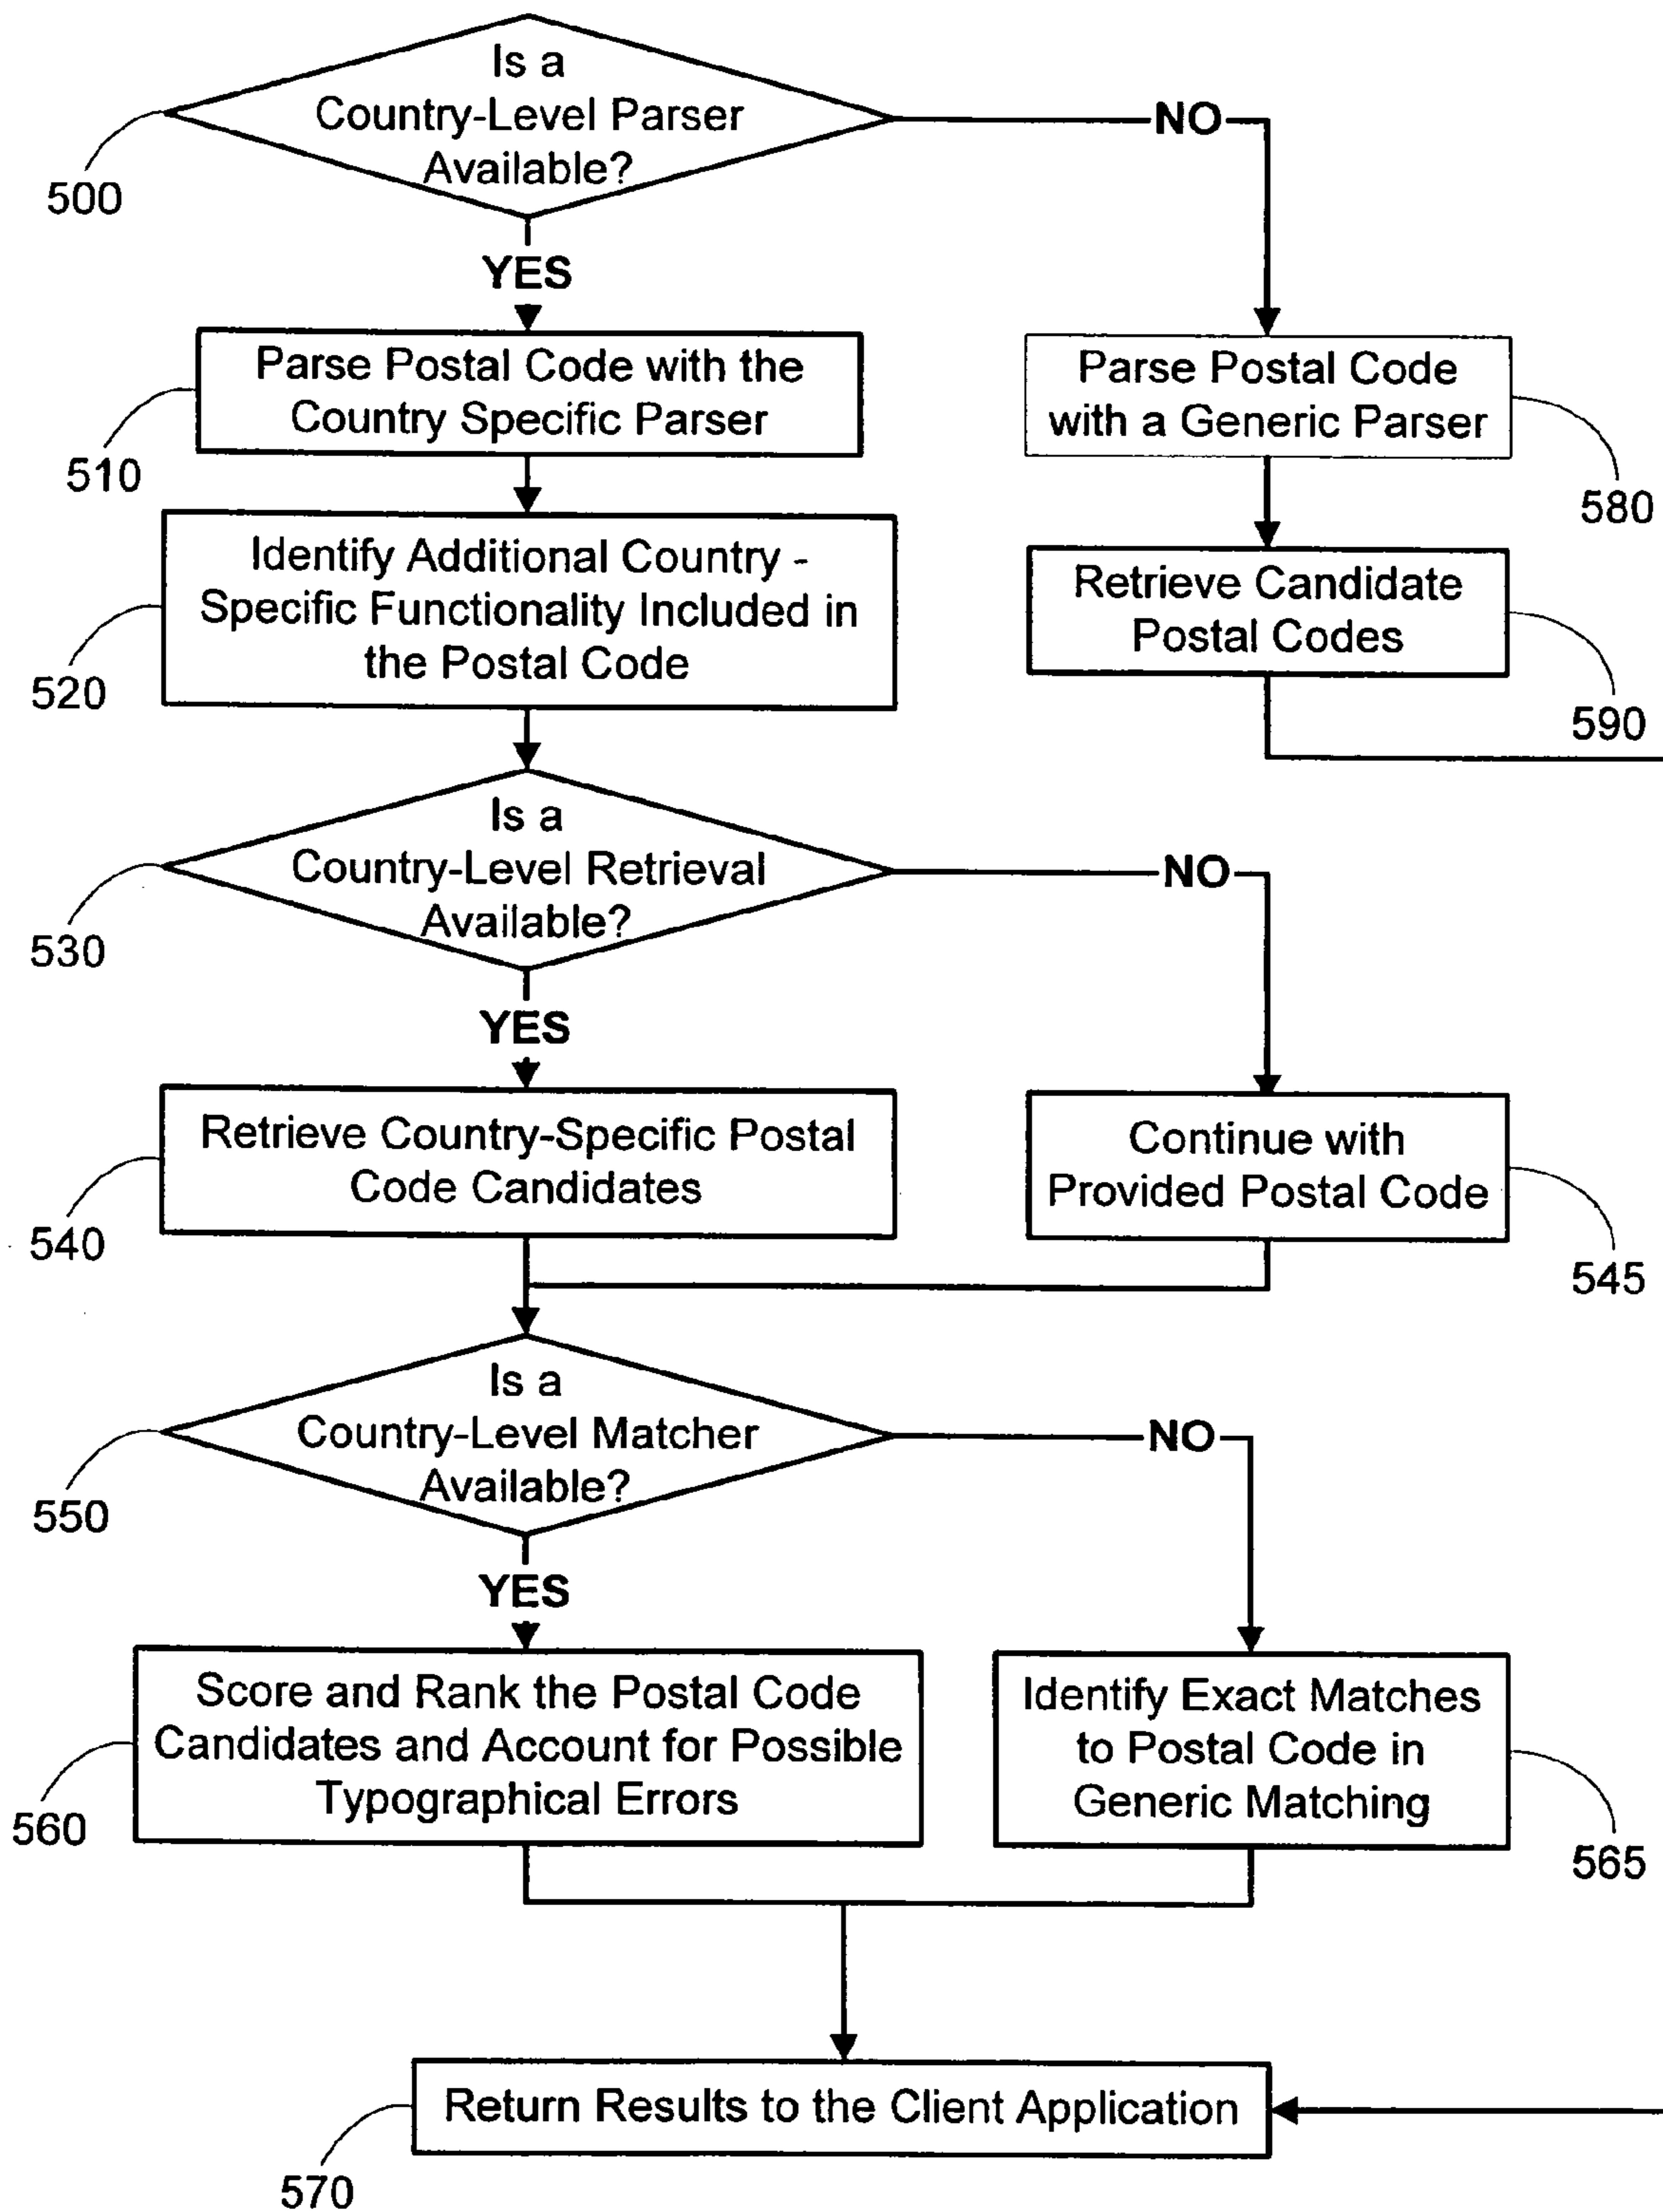 Is a
Country-Level Parser
Available?
NO
500
YES
Parse Postal Code with the
Country Specific Parser
510
Parse Postal Code
with a Generic Parser
580
Identify Additional Country -
Specific Functionality Included in
the Postal Code
520
Retrieve Candidate
Postal Codes
590
Is a
Country-Level Retrieval
Available?
NO
530
YES
Retrieve Country-Specific Postal
Code Candidates
540
Continue with
Provided Postal Code
545
Is a
Country-Level Matcher
Available?
NO
550
YES
Score and Rank the Postal Code
Candidates and Account for Possible
Typographical Errors
560
Identify Exact Matches
to Postal Code in
Generic Matching
565
Return Results to the Client Application
570